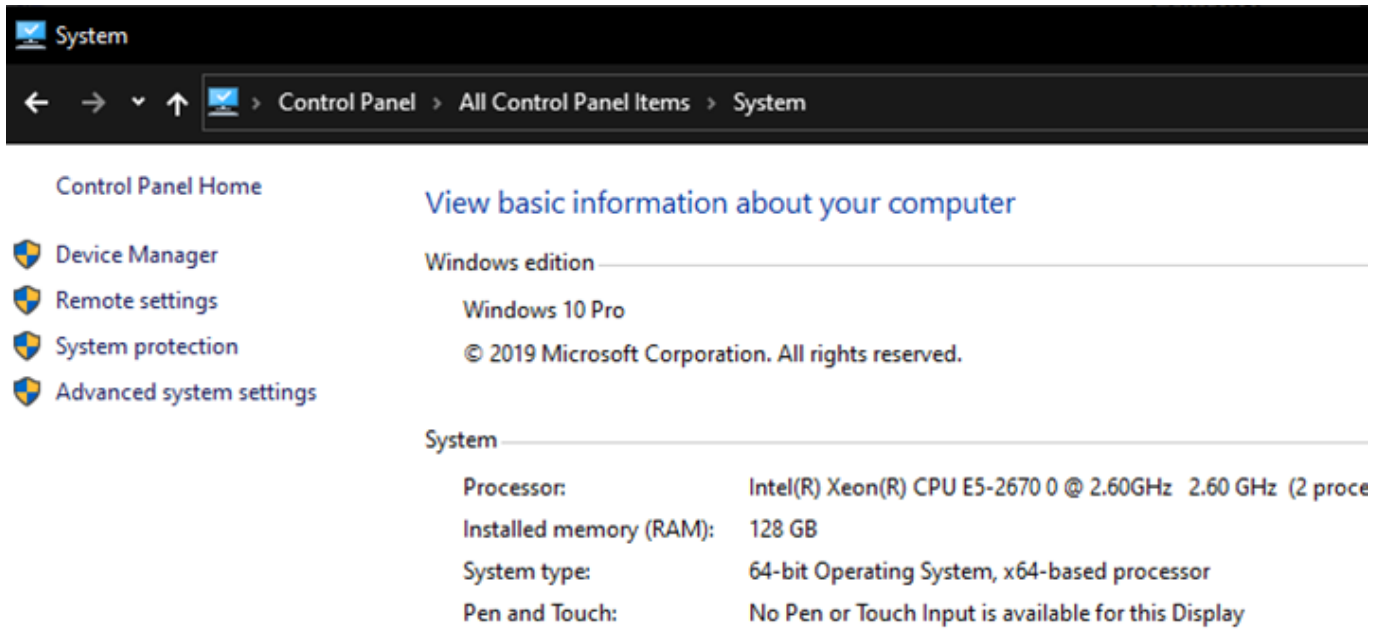 System
Control Panel > All Control Panel Items > System
Control Panel Home
Device Manager
Remote settings
System protection
Advanced system settings
View basic information about your computer
Windows edition
Windows 10 Pro
© 2019 Microsoft Corporation. All rights reserved.
System
Processor: Intel(R) Xeon(R) CPU E5-2670 0 @ 2.60GHz 2.60 GHz (2 proce
Installed memory (RAM): 128 GB
System type: 64-bit Operating System, x64-based processor
Pen and Touch: No Pen or Touch Input is available for this Display